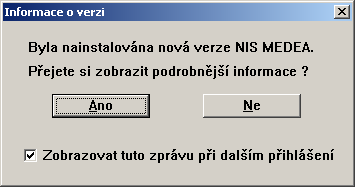 Informace o verzi
Byla nainstalována nová verze NIS MEDEA.
Přejete si zobrazit podrobnější informace ?
Ano
Ne
Zobrazovat tuto zprávu při dalším přihlášení